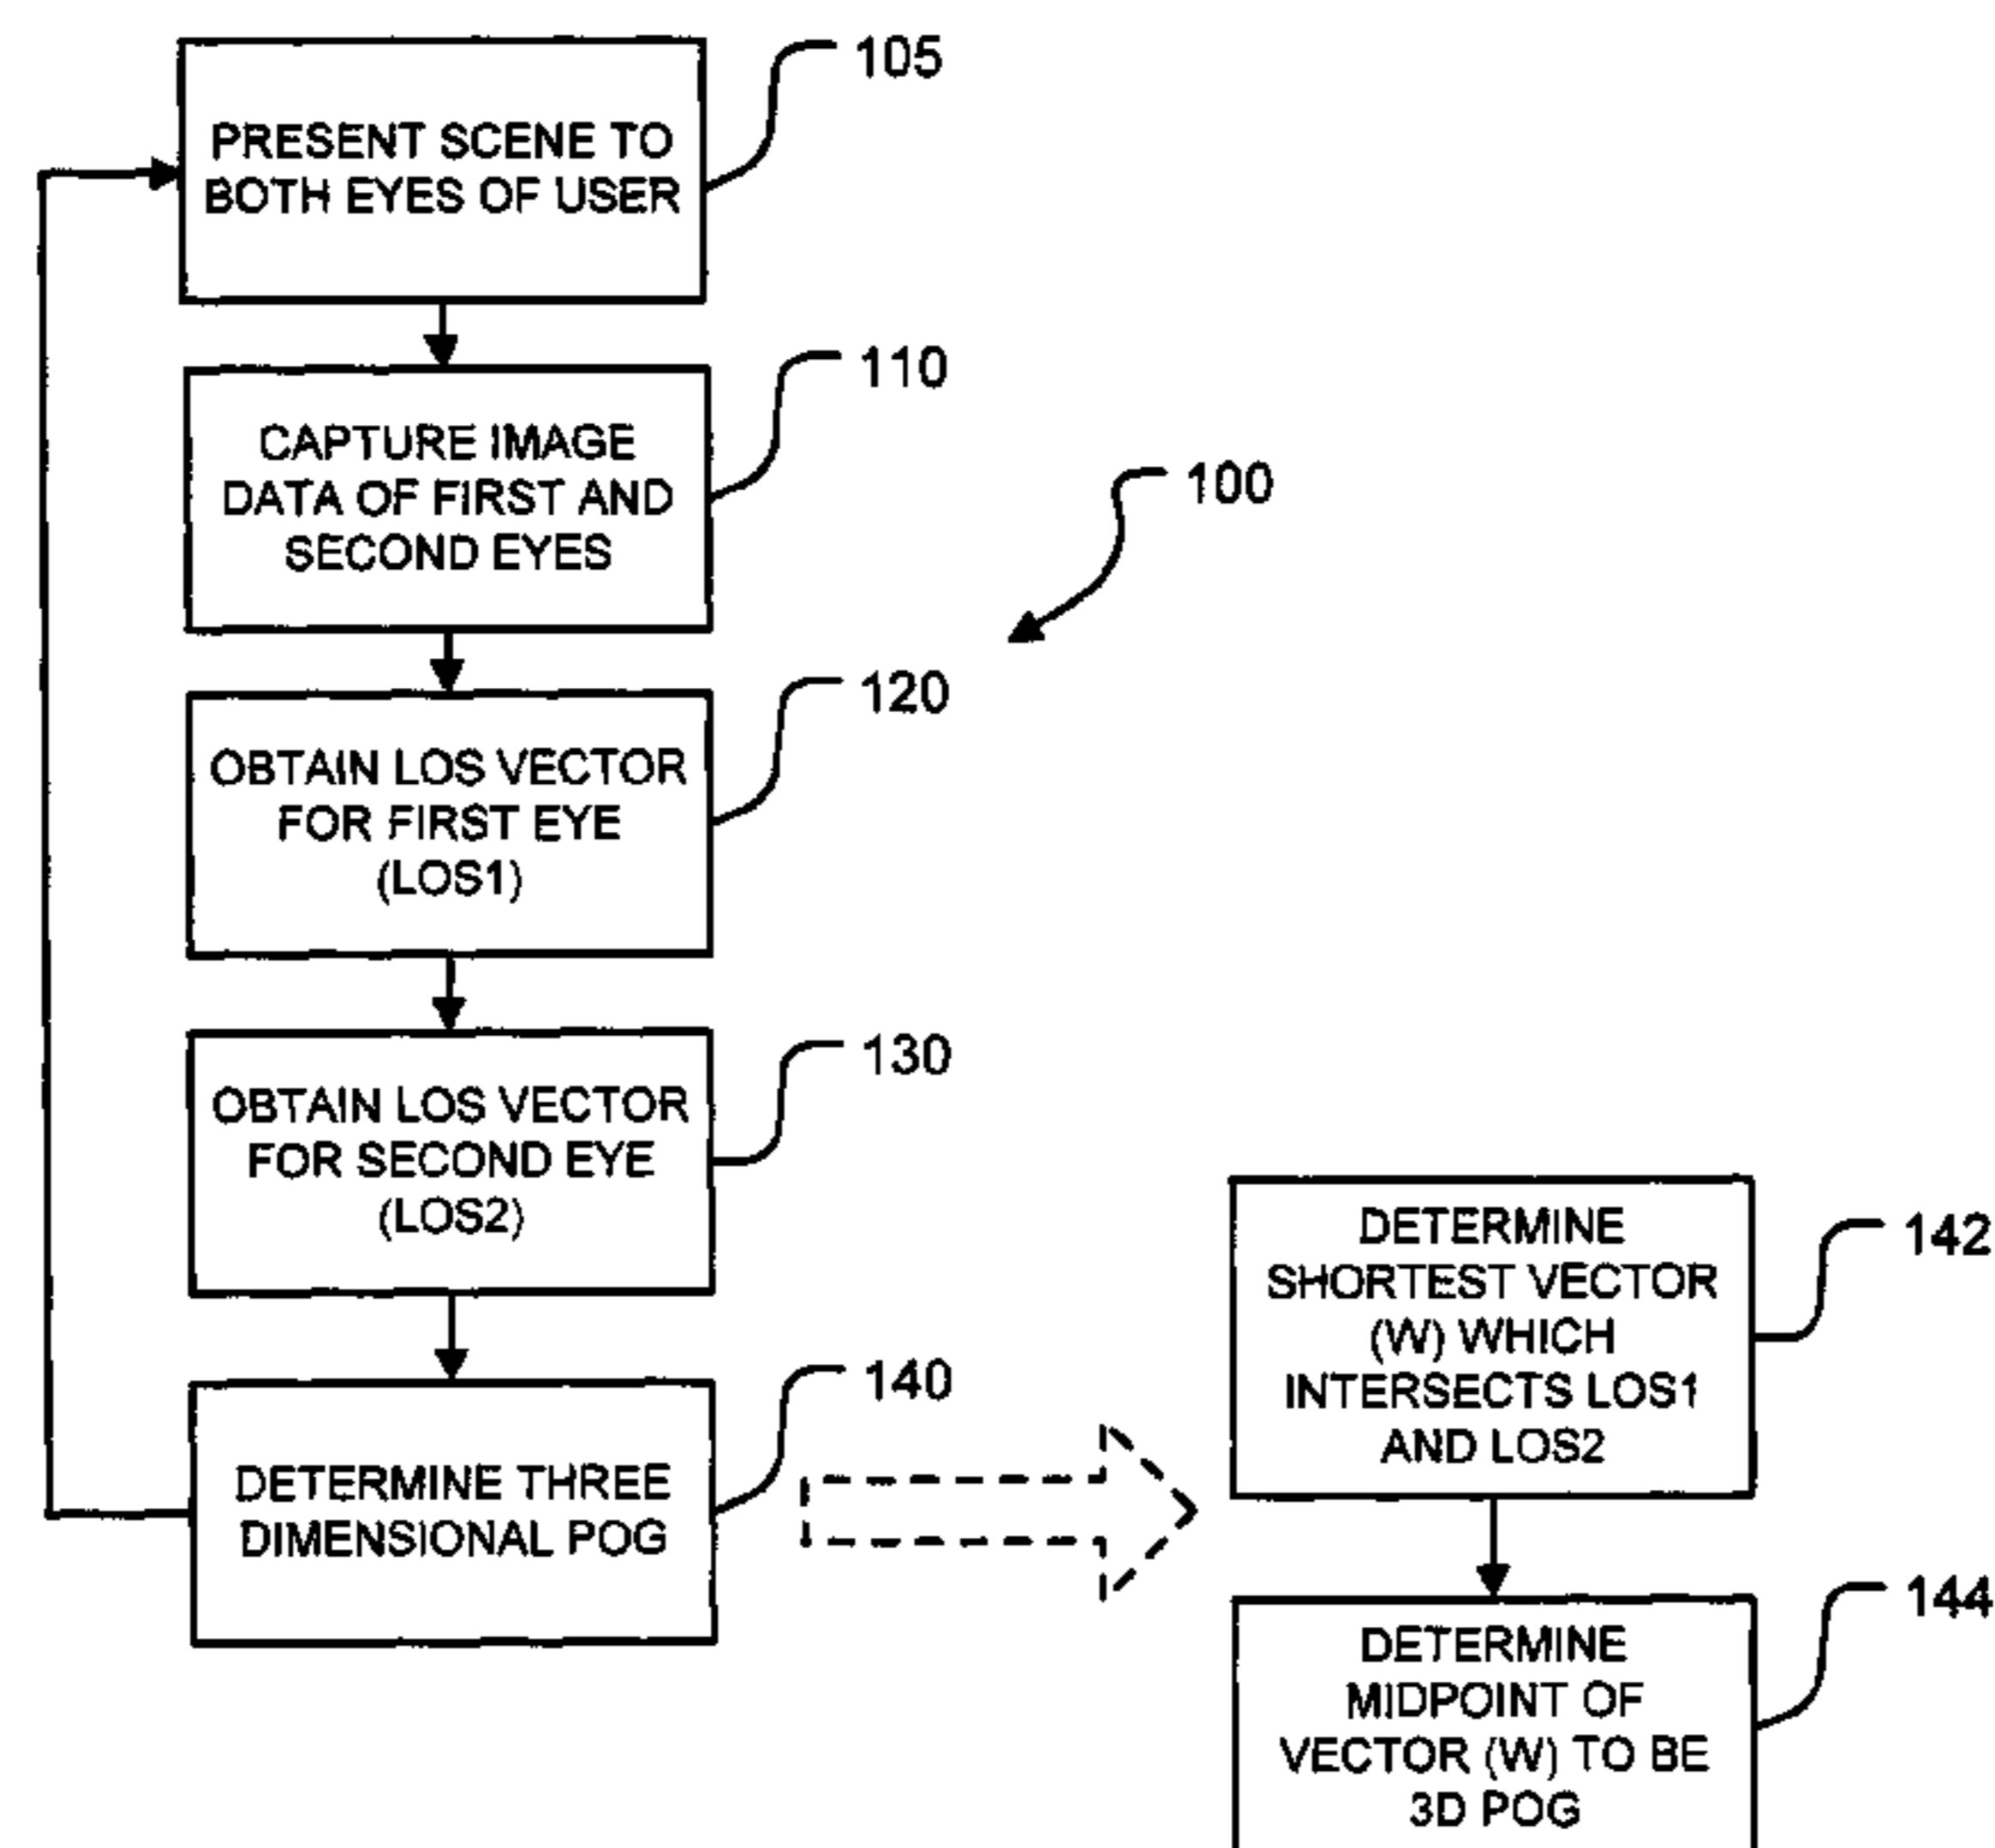 PRESENT SCENE TO
BOTH EYES OF USER
105
CAPTURE IMAGE
DATA OF FIRST AND
SECOND EYES
110
100
OBTAIN LOS VECTOR
FOR FIRST EYE
(LOS1)
120
OBTAIN LOS VECTOR
FOR SECOND EYE
(LOS2)
130
DETERMINE THREE
DIMENSIONAL POG
140
DETERMINE
SHORTEST VECTOR
(W) WHICH
INTERSECTS LOS1
AND LOS2
142
DETERMINE
MIDPOINT OF
VECTOR (W) TO BE
3D POG
144